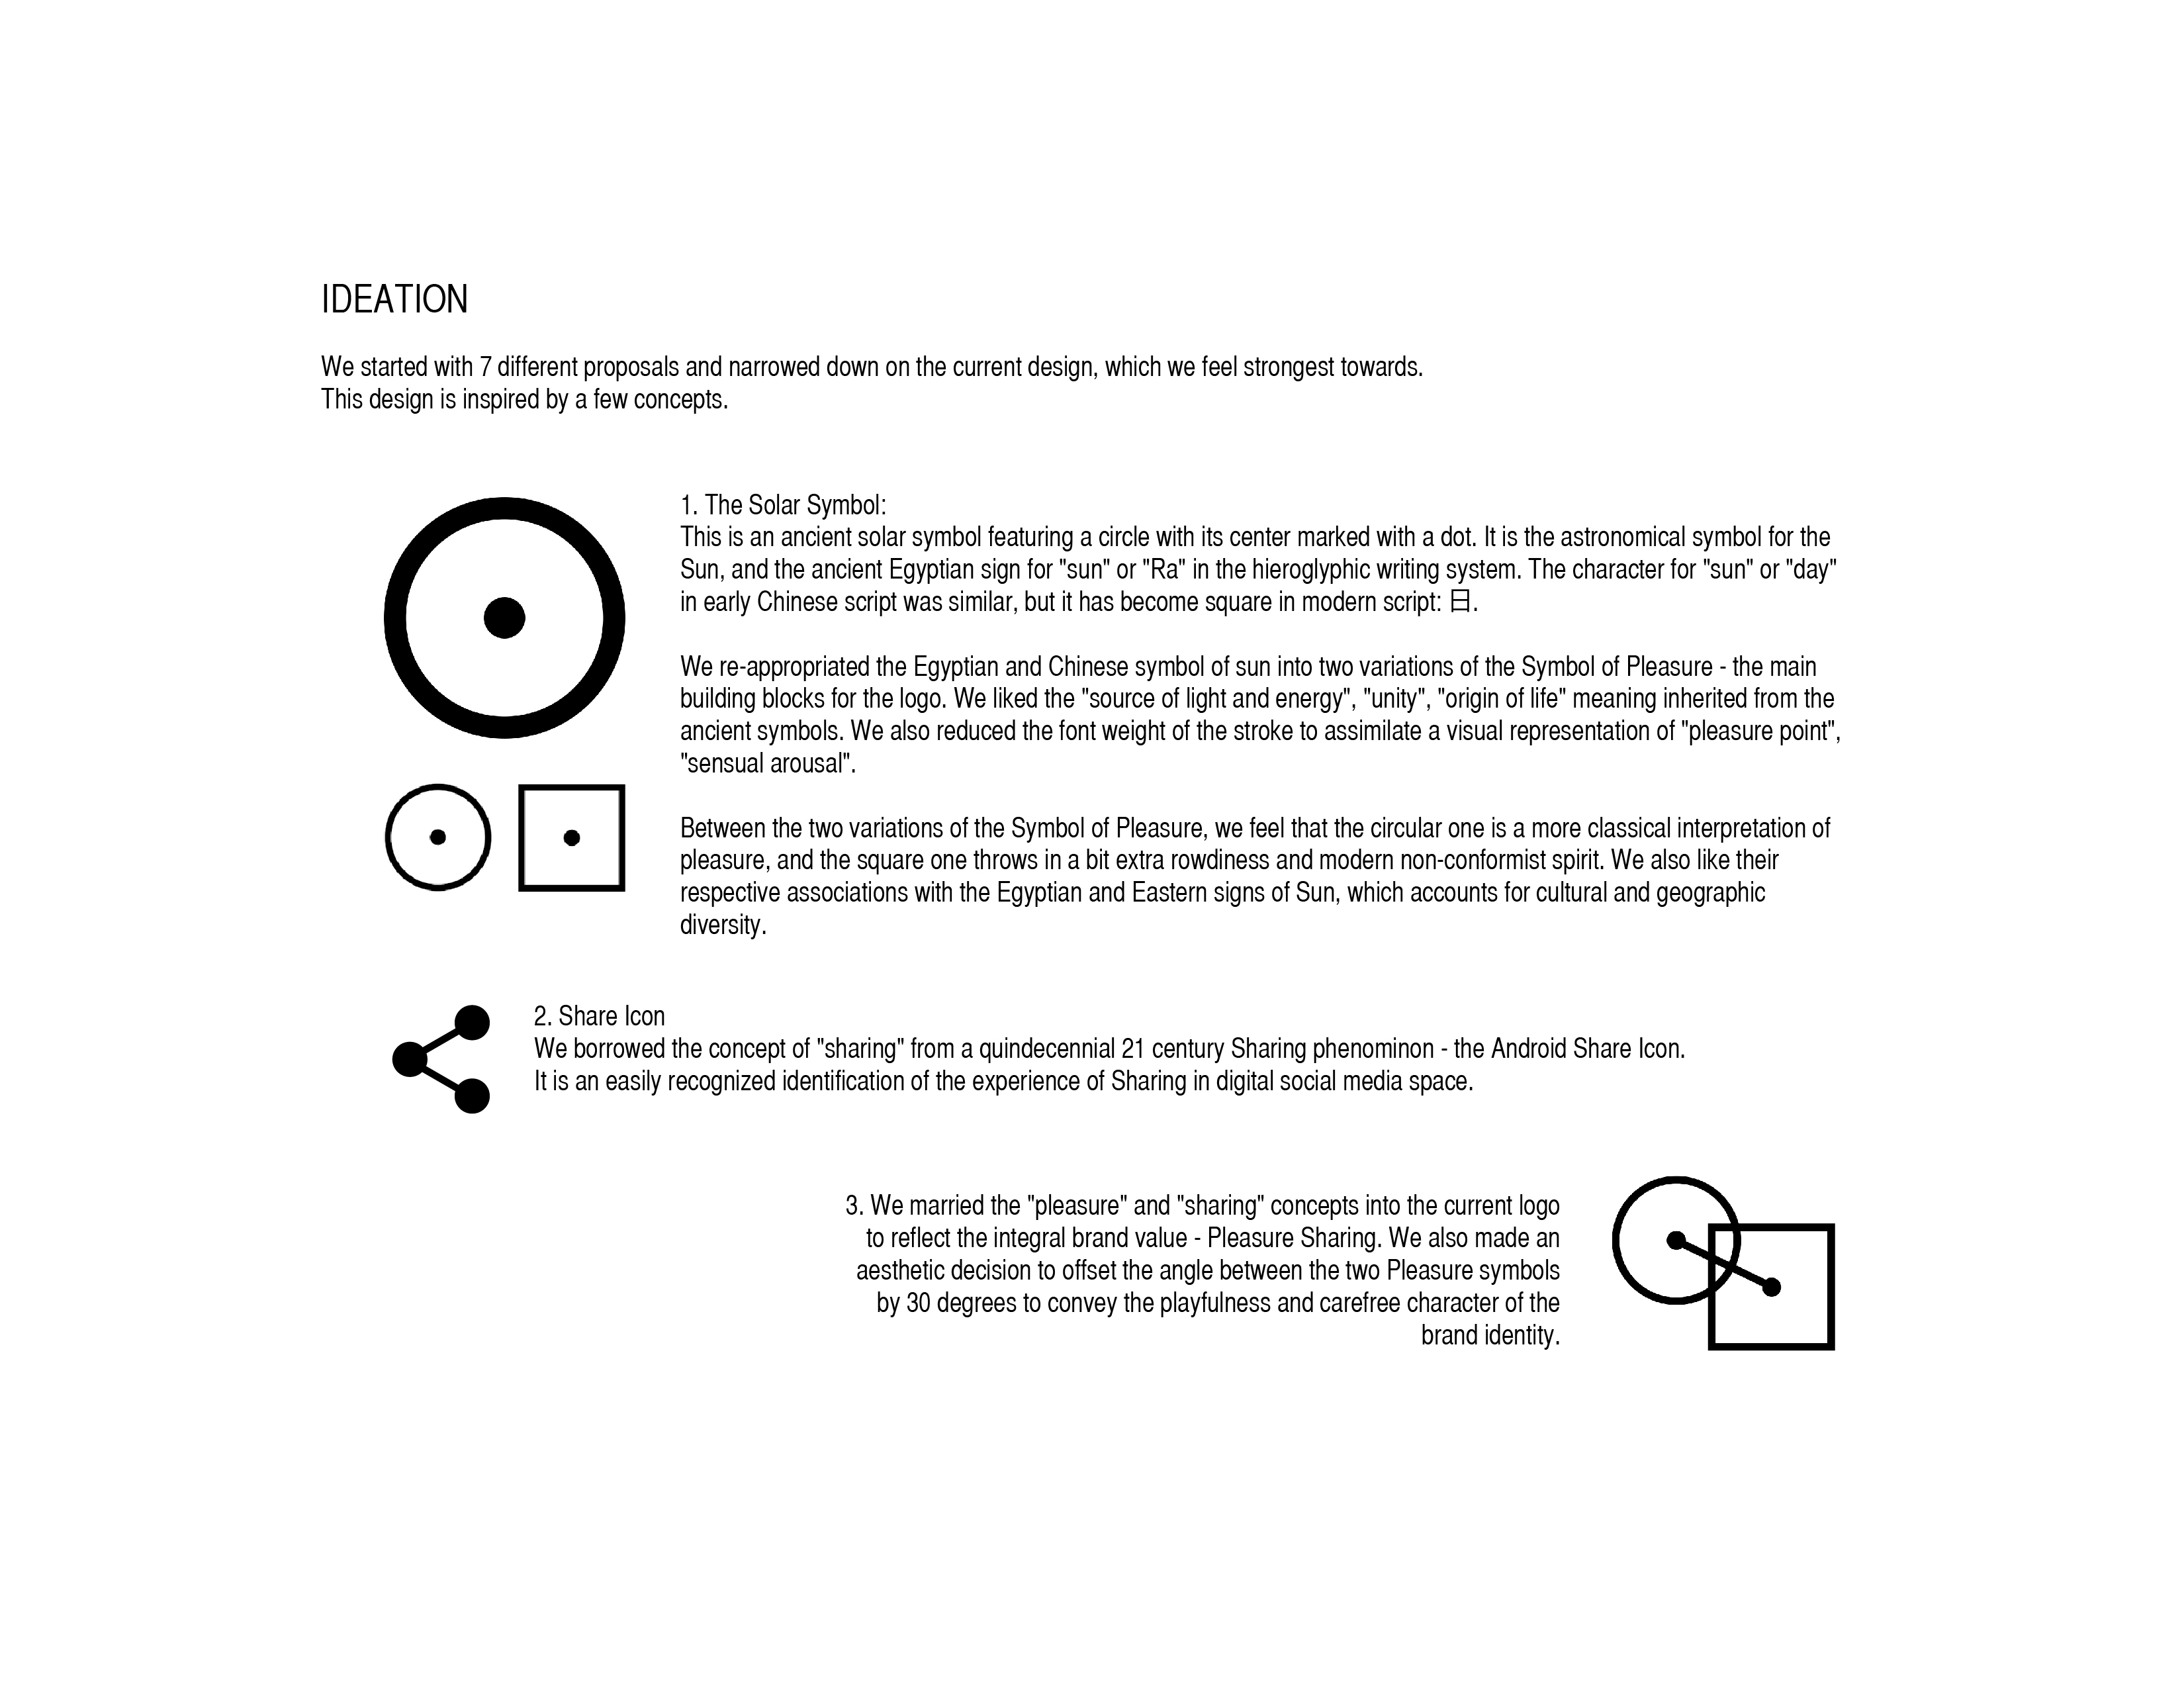 IDEATION
We started with 7 different proposals and narrowed down on the current design, which we feel strongest towards.
This design is inspired by a few concepts.
1. The Solar Symbol:
This is an ancient solar symbol featuring a circle with its center marked with a dot. It is the astronomical symbol for the
Sun, and the ancient Egyptian sign for "sun" or "Ra" in the hieroglyphic writing system. The character for "sun" or "day"
in early Chinese script was similar, but it has become square in modern script: 日.
We re-appropriated the Egyptian and Chinese symbol of sun into two variations of the Symbol of Pleasure - the main
building blocks for the logo. We liked the "source of light and energy", "unity", "origin of life" meaning inherited from the
ancient symbols. We also reduced the font weight of the stroke to assimilate a visual representation of "pleasure point",
"sensual arousal".
Between the two variations of the Symbol of Pleasure, we feel that the circular one is a more classical interpretation of
pleasure, and the square one throws in a bit extra rowdiness and modern non-conformist spirit. We also like their
respective associations with the Egyptian and Eastern signs of Sun, which accounts for cultural and geographic
diversity.
2. Share Icon
We borrowed the concept of "sharing" from a quindecennial 21 century Sharing phenominon - the Android Share Icon.
It is an easily recognized identification of the experience of Sharing in digital social media space.
3. We married the "pleasure" and "sharing" concepts into the current logo
to reflect the integral brand value - Pleasure Sharing. We also made an
aesthetic decision to offset the angle between the two Pleasure symbols
by 30 degrees to convey the playfulness and carefree character of the
brand identity.